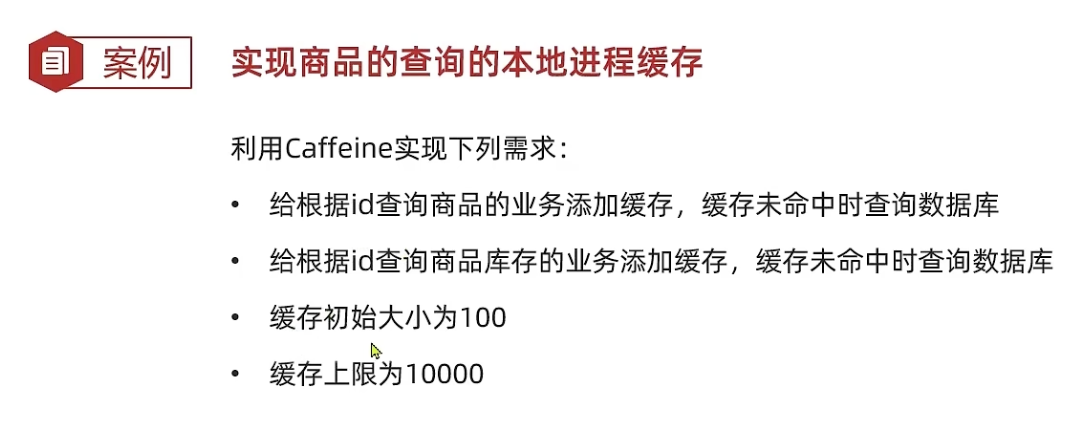 案例
实现商品的查询的本地进程缓存
利用Caffeine实现下列需求：
• 给根据id查询商品的业务添加缓存，缓存未命中时查询数据库
• 给根据id查询商品库存的业务添加缓存，缓存未命中时查询数据库
• 缓存初始大小为100
• 缓存上限为10000